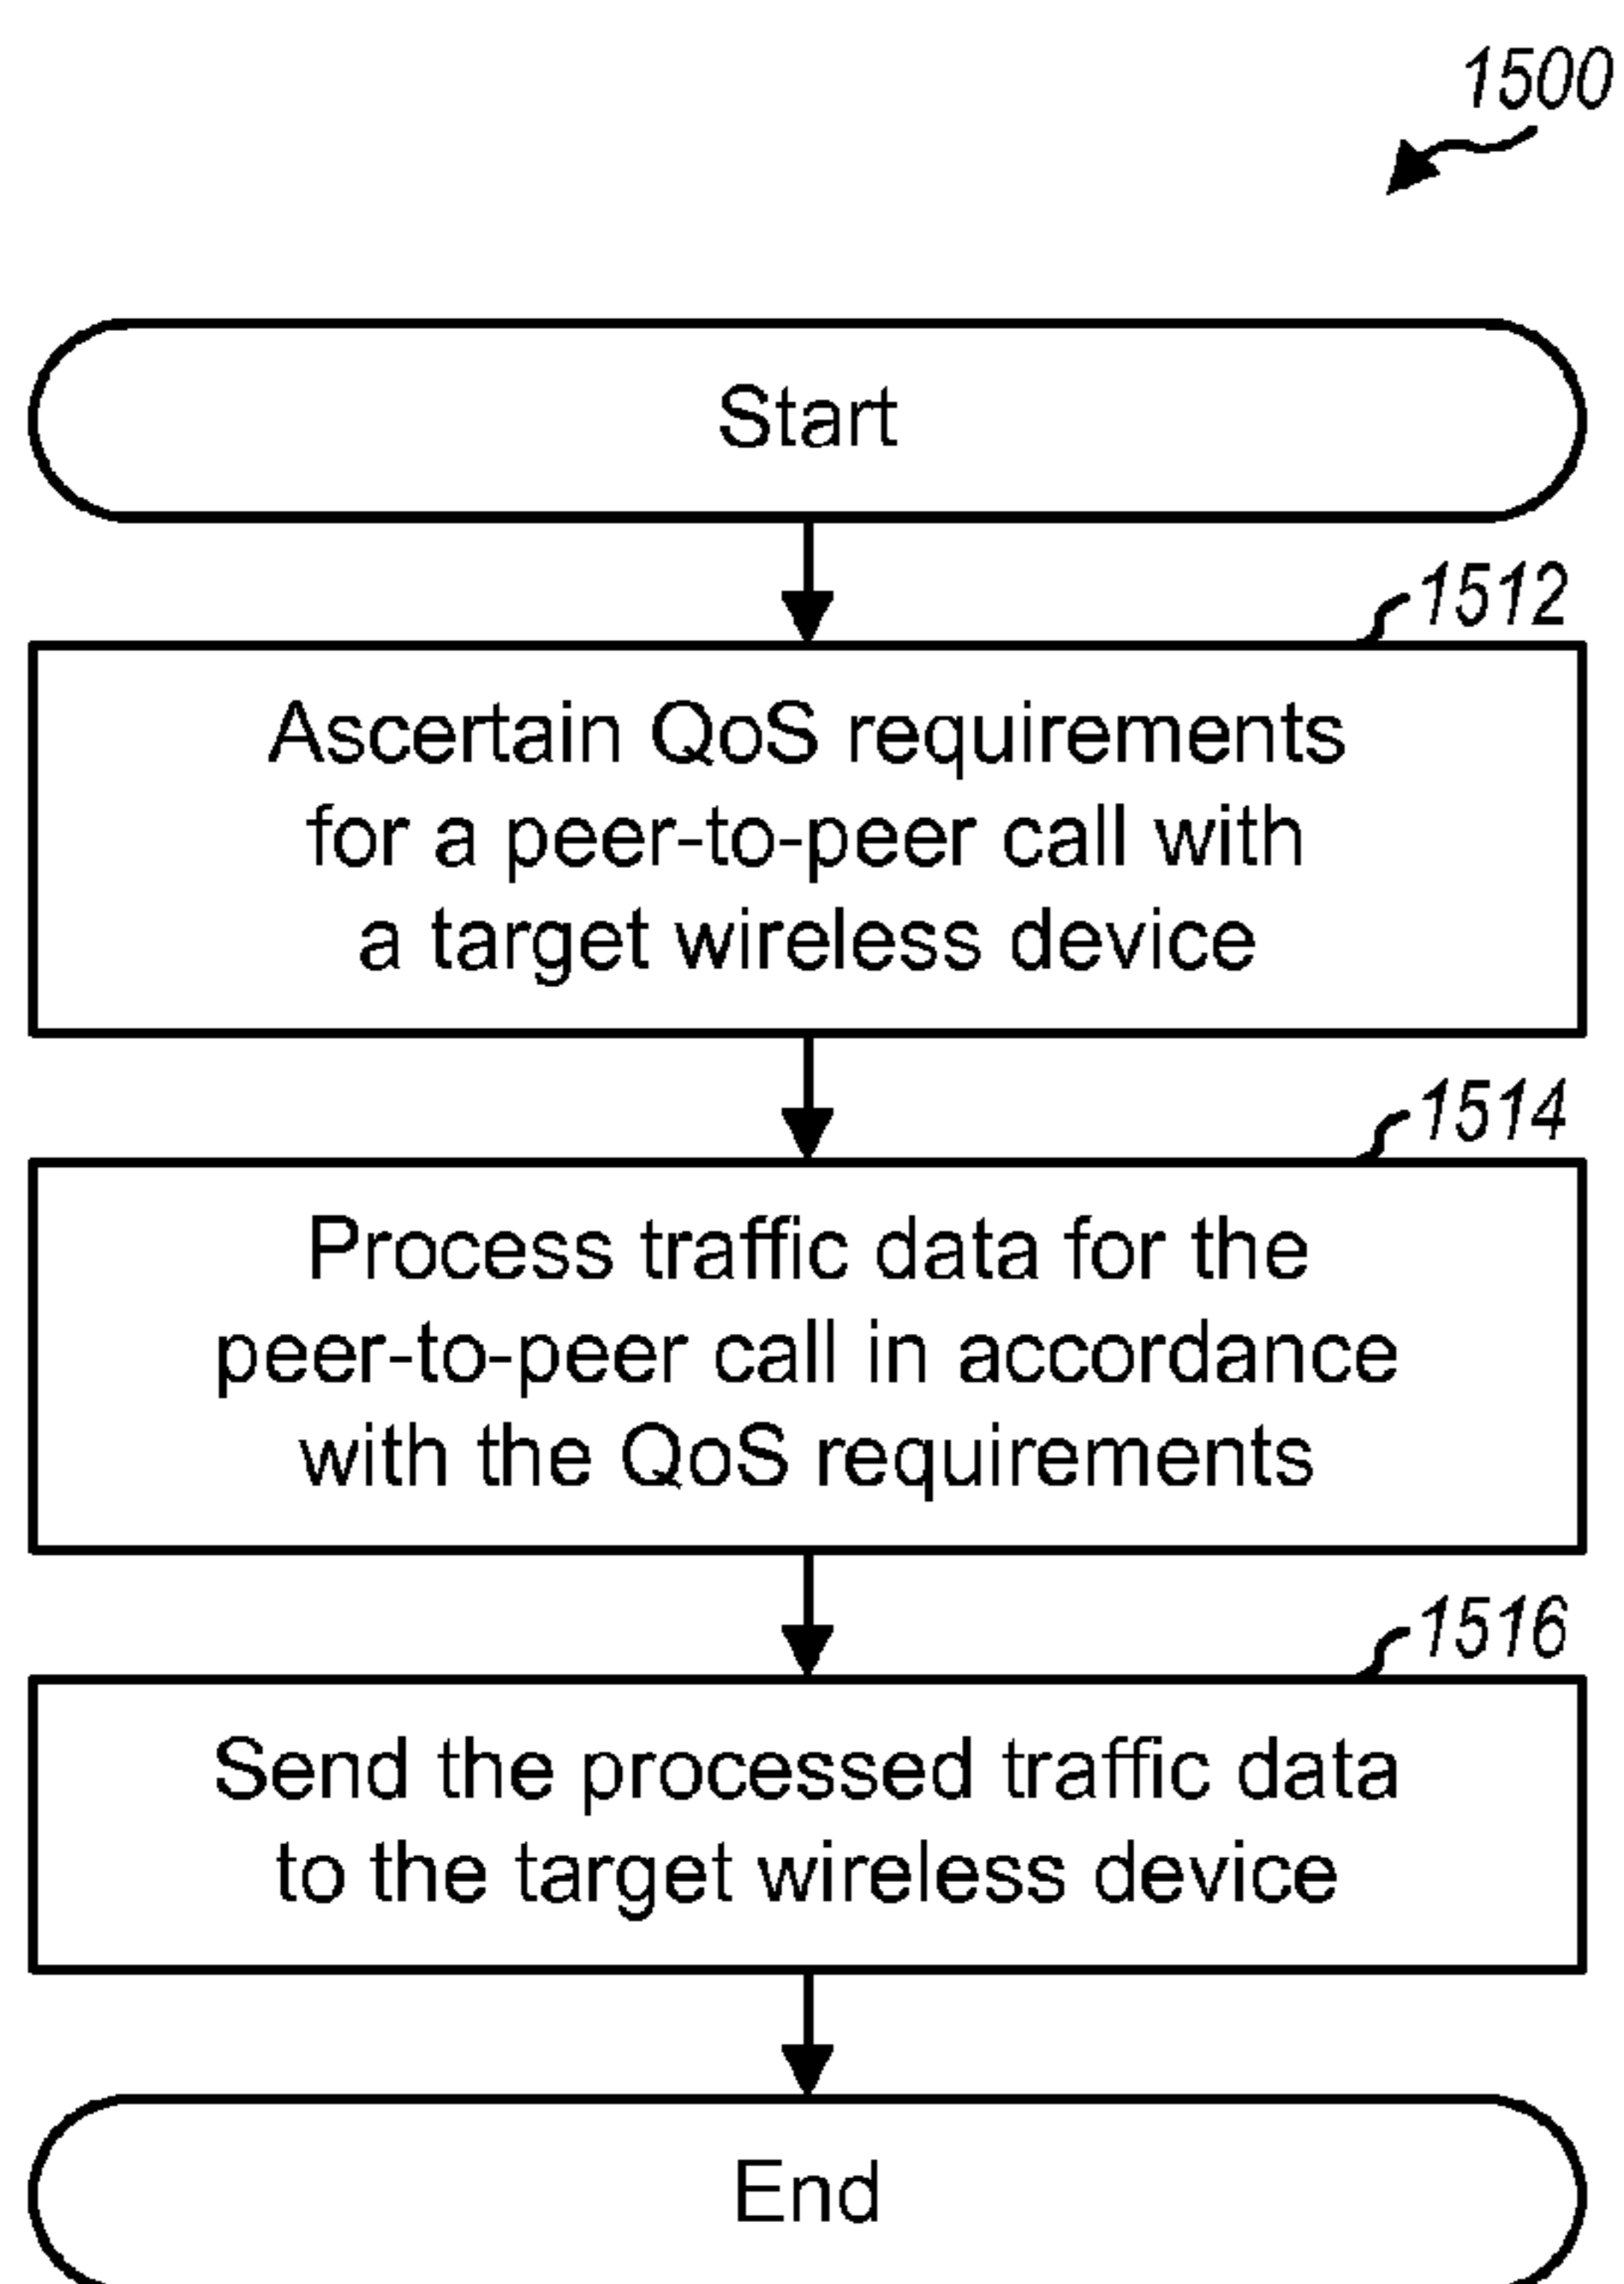 1500
Start
1512
Ascertain QoS requirements
for a peer-to-peer call with
a target wireless device
1514
Process traffic data for the
peer-to-peer call in accordance
with the QoS requirements
1516
Send the processed traffic data
to the target wireless device
End